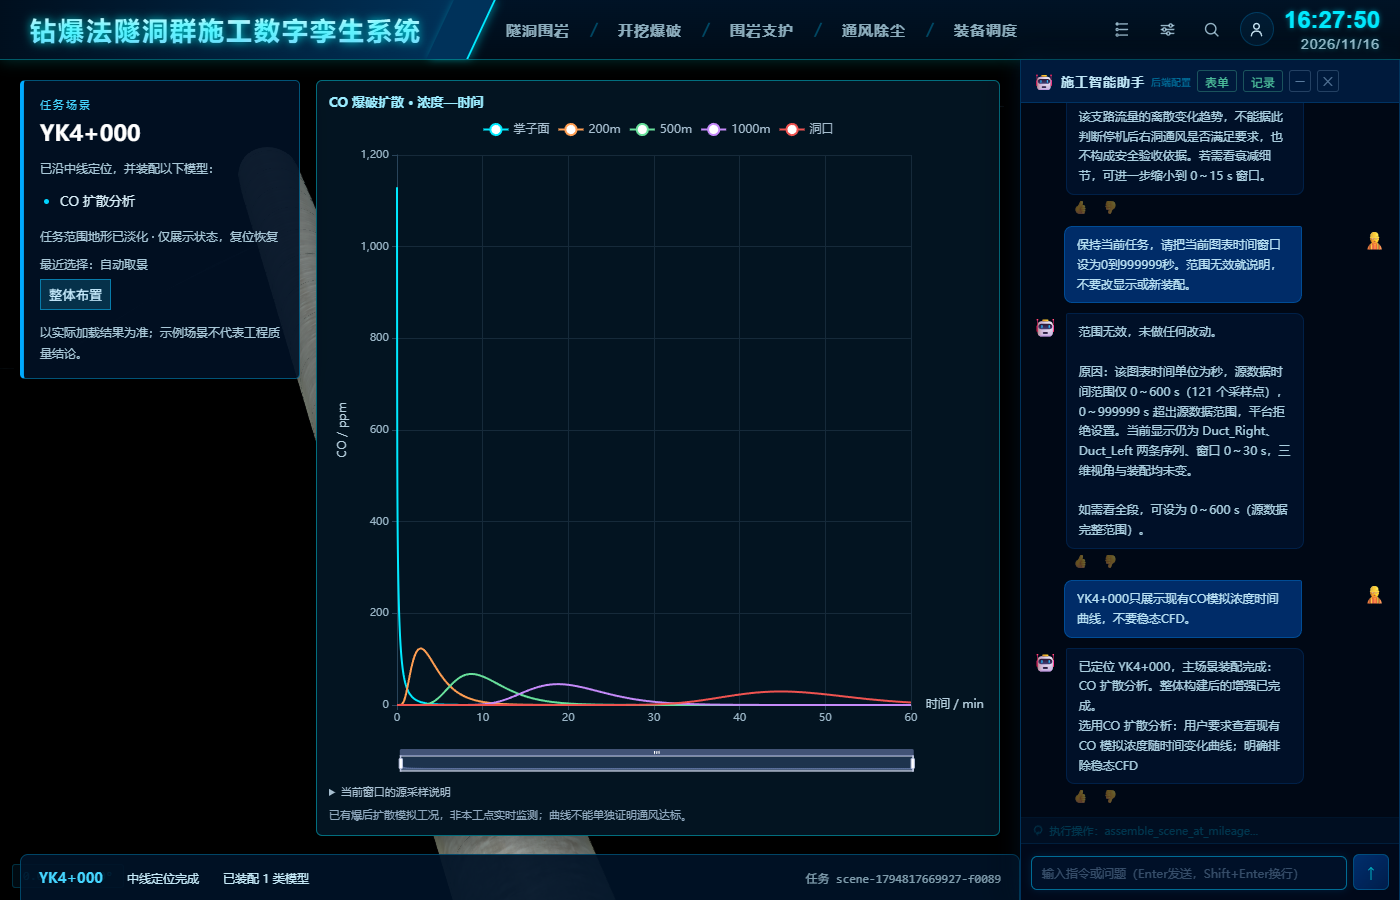 钻爆法隧洞群施工数字孪生系统
隧洞围岩 / 开挖爆破 / 围岩支护 / 通风除尘 / 装备调度
16:27:50
2026/11/16
任务场景
YK4+000
已沿中线定位，并装配以下模型：
• CO 扩散分析
任务范围地形已淡化 · 仅展示状态，复位恢复
最近选择：自动取景
整体布置
以实际加载结果为准；示例场景不代表工程质
量结论。
CO 爆破扩散 • 浓度—时间
掌子面 200m 500m 1000m 洞口
CO / ppm
1,200
1,000
800
600
400
200
0
0 10 20 30 40 50 60
时间 / min
▶ 当前窗口的源采样说明
已有爆后扩散模拟工况，非本工点实时监测；曲线不能单独证明通风达标。
YK4+000 中线定位完成 已装配 1 类模型
任务 scene-1794817669927-f0089
施工智能助手 后端配置 表单 记录
该支路流量的离散变化趋势，不能据此
判断停机后右洞通风是否满足要求，也
不构成安全验收依据。若需看衰减细
节，可进一步缩小到 0～15 s 窗口。
保持当前任务，请把当前图表时间窗口
设为0到999999秒。范围无效就说明，
不要改显示或新装配。
范围无效，未做任何改动。
原因：该图表时间单位为秒，源数据时
间范围仅 0～600 s（121 个采样点），
0～999999 s 超出源数据范围，平台拒
绝设置。当前显示仍为 Duct_Right、
Duct_Left 两条序列、窗口 0～30 s，三
维视角与装配均未变。
如需看全段，可设为 0～600 s（源数据
完整范围）。
YK4+000只展示现有CO模拟浓度时间
曲线，不要稳态CFD。
已定位 YK4+000，主场景装配完成：
CO 扩散分析。整体构建后的增强已完
成。
选用CO 扩散分析：用户要求查看现有
CO 模拟浓度随时间变化曲线；明确排
除稳态CFD
执行操作：assemble_scene_at_mileage...
输入指令或问题（Enter发送，Shift+Enter换行）